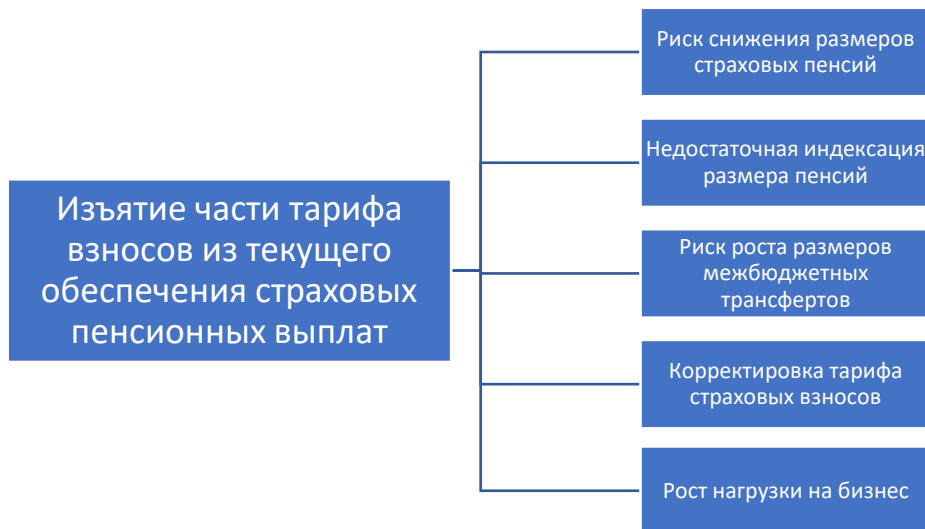 Изъятие части тарифа
взносов из текущего
обеспечения страховых
пенсионных выплат
Риск снижения размеров
страховых пенсий
Недостаточная индексация
размера пенсий
Риск роста размеров
межбюджетных
трансфертов
Корректировка тарифа
страховых взносов
Рост нагрузки на бизнес